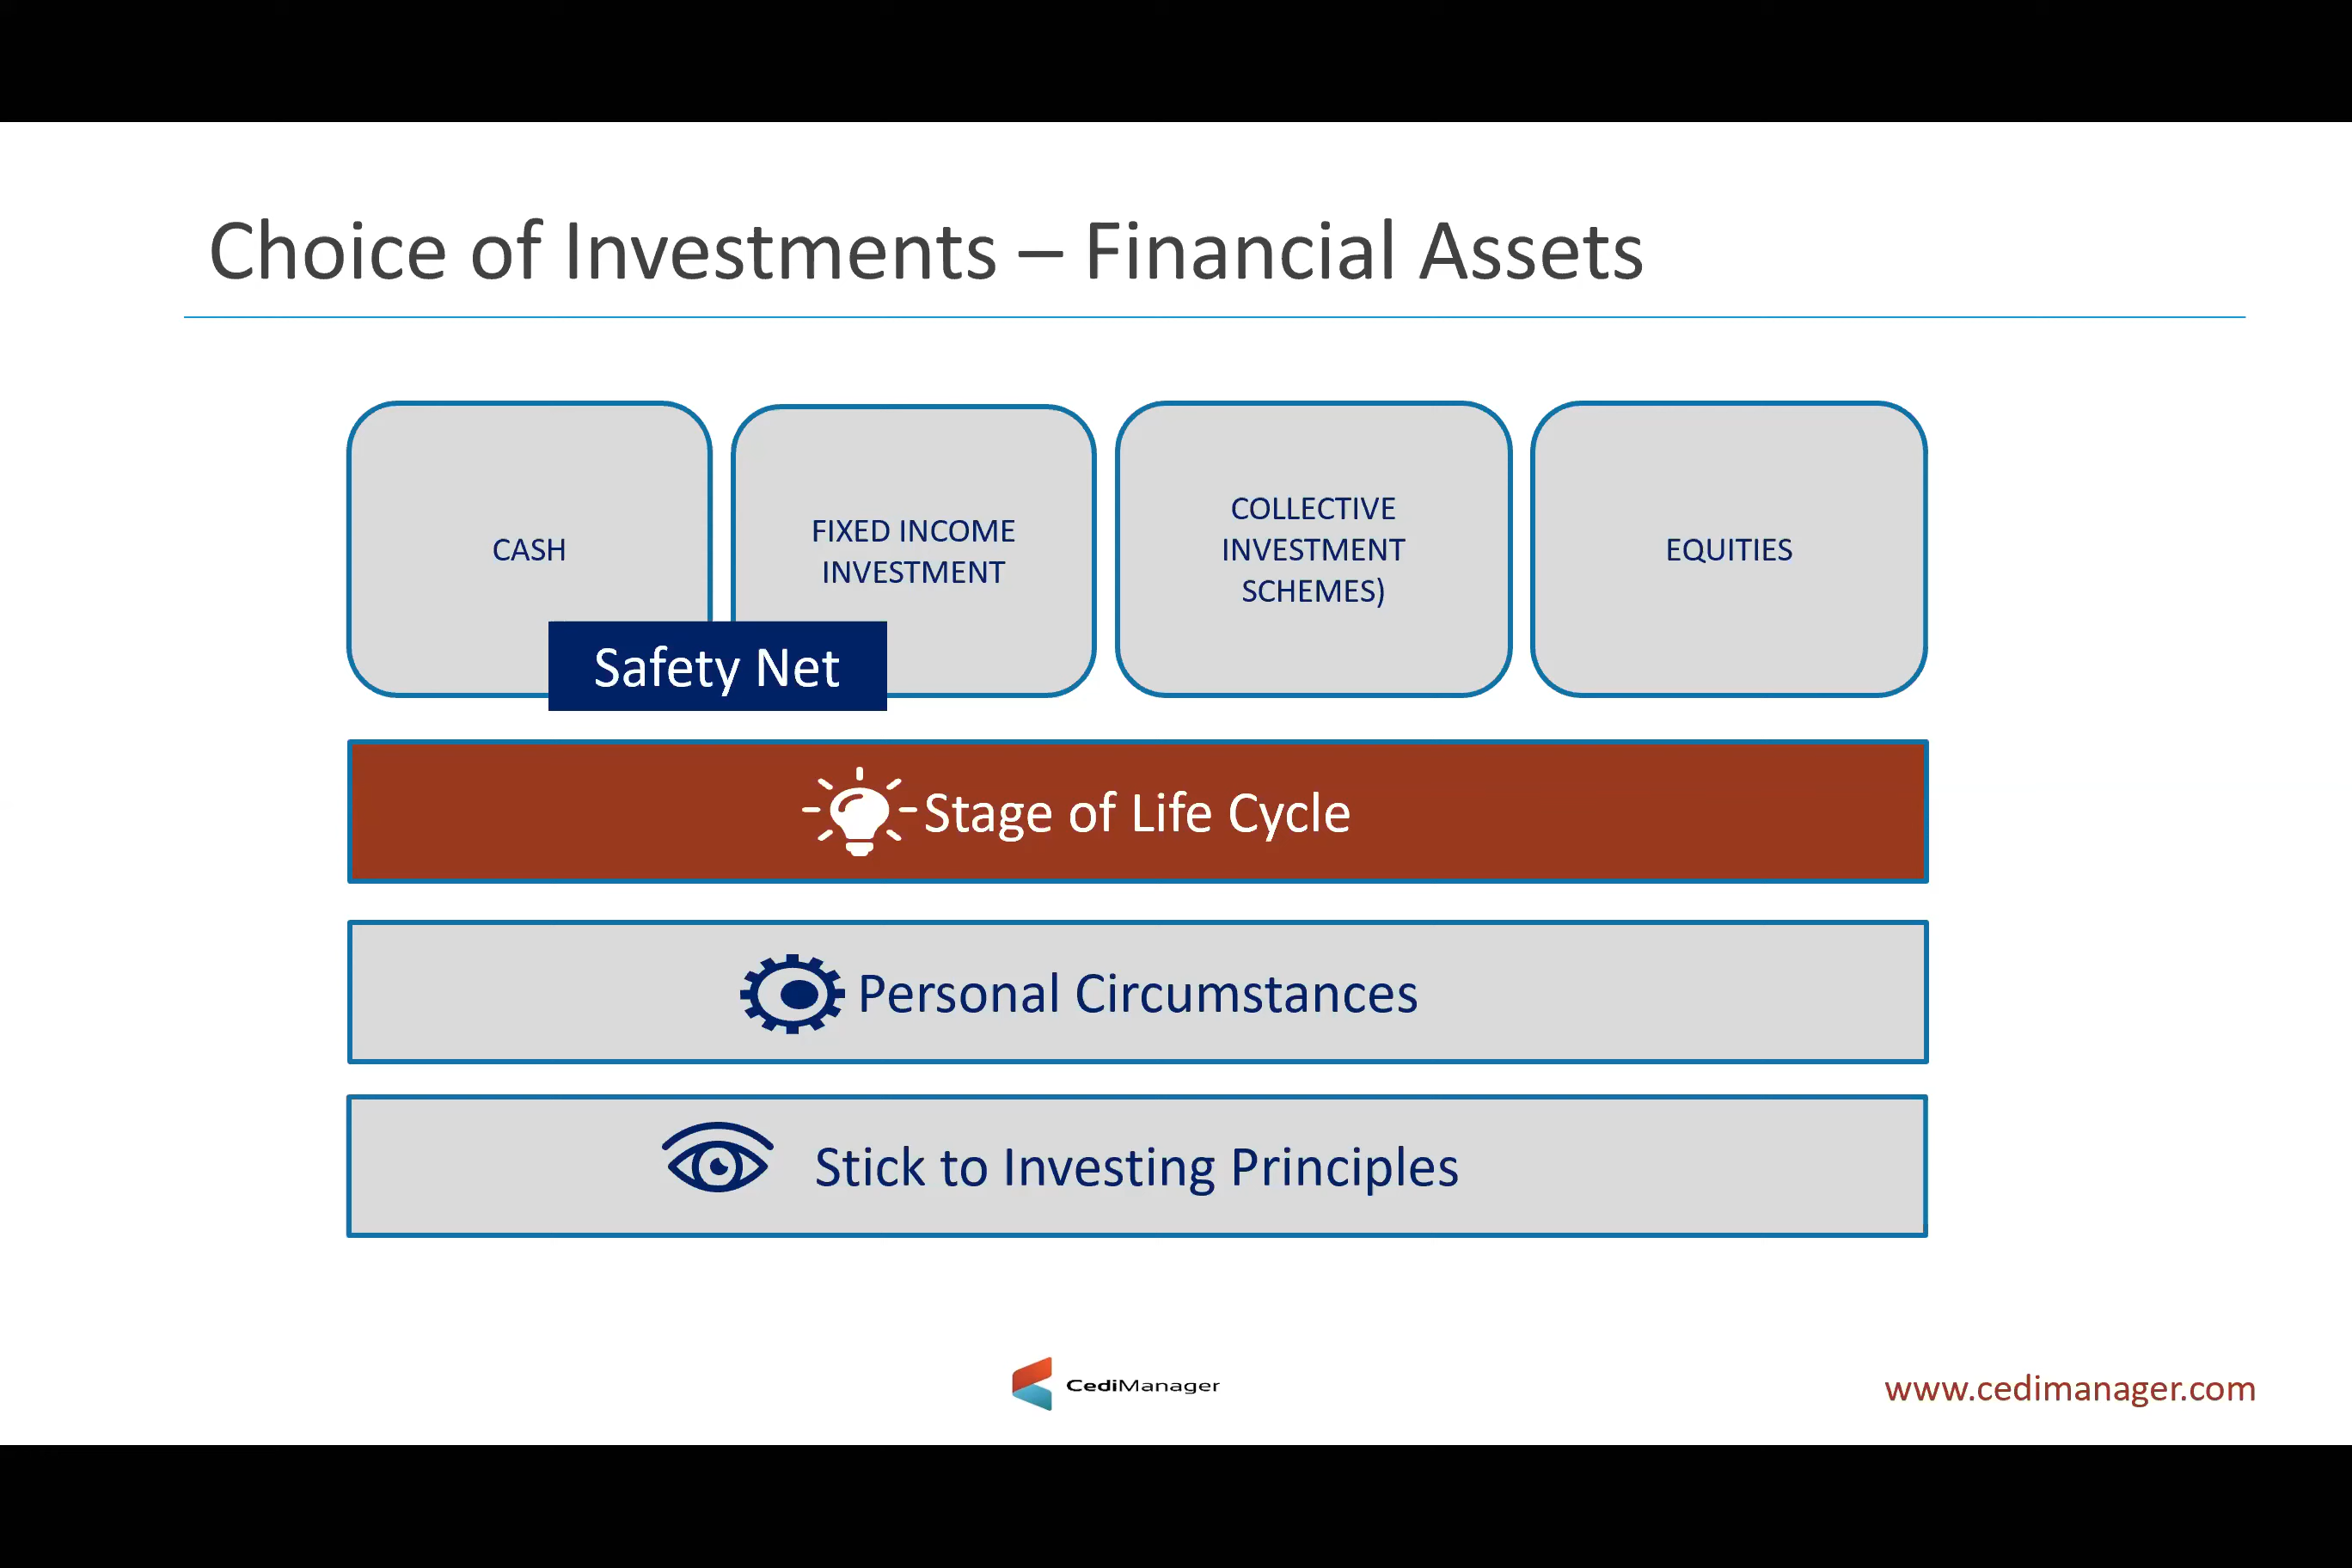 Choice of Investments – Financial Assets
CASH
FIXED INCOME
INVESTMENT
COLLECTIVE
INVESTMENT
SCHEMES)
EQUITIES
Safety Net
Stage of Life Cycle
Personal Circumstances
Stick to Investing Principles
CediManager
www.cedimanager.com